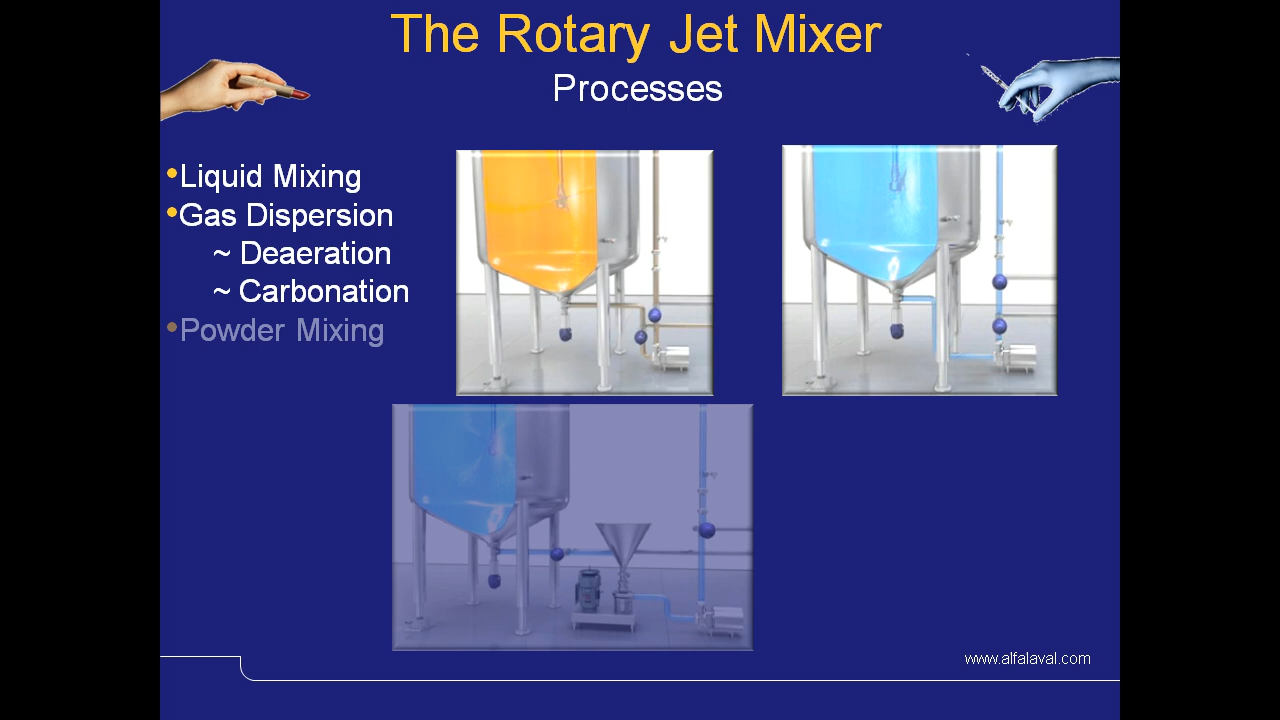 The Rotary Jet Mixer
Processes
•Liquid Mixing
•Gas Dispersion
~ Deaeration
~ Carbonation
•Powder Mixing
www.alfalaval.com